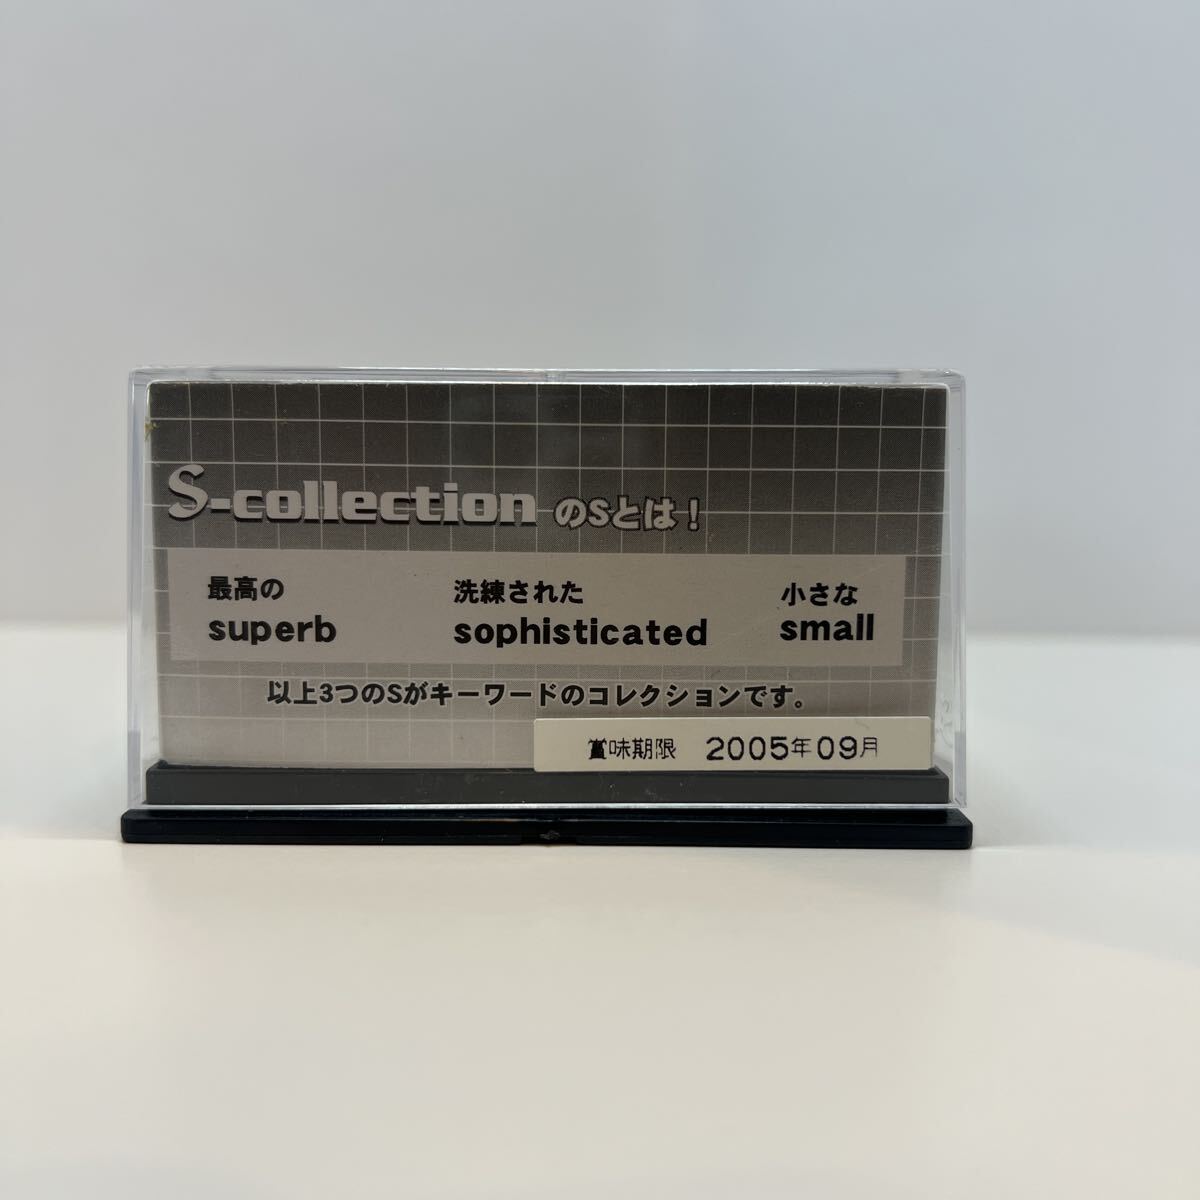 S-collection のSとは！
最高の 洗練された 小さな
superb sophisticated small
以上3つのSがキーワードのコレクションです。
賞味期限 2005年09月